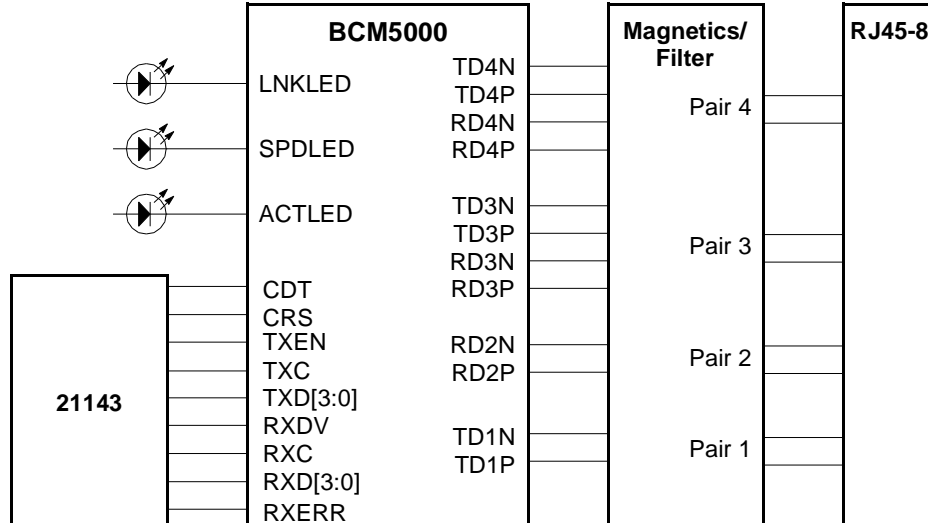 BCM5000
LNKLED
SPDLED
ACTLED
CDT
CRS
TXEN
TXC
TXD[3:0]
RXDV
RXC
RXD[3:0]
RXERR
TD4N
TD4P
RD4N
RD4P
TD3N
TD3P
RD3N
RD3P
RD2N
RD2P
TD1N
TD1P
21143
Magnetics/
Filter
Pair 4
Pair 3
Pair 2
Pair 1
RJ45-8